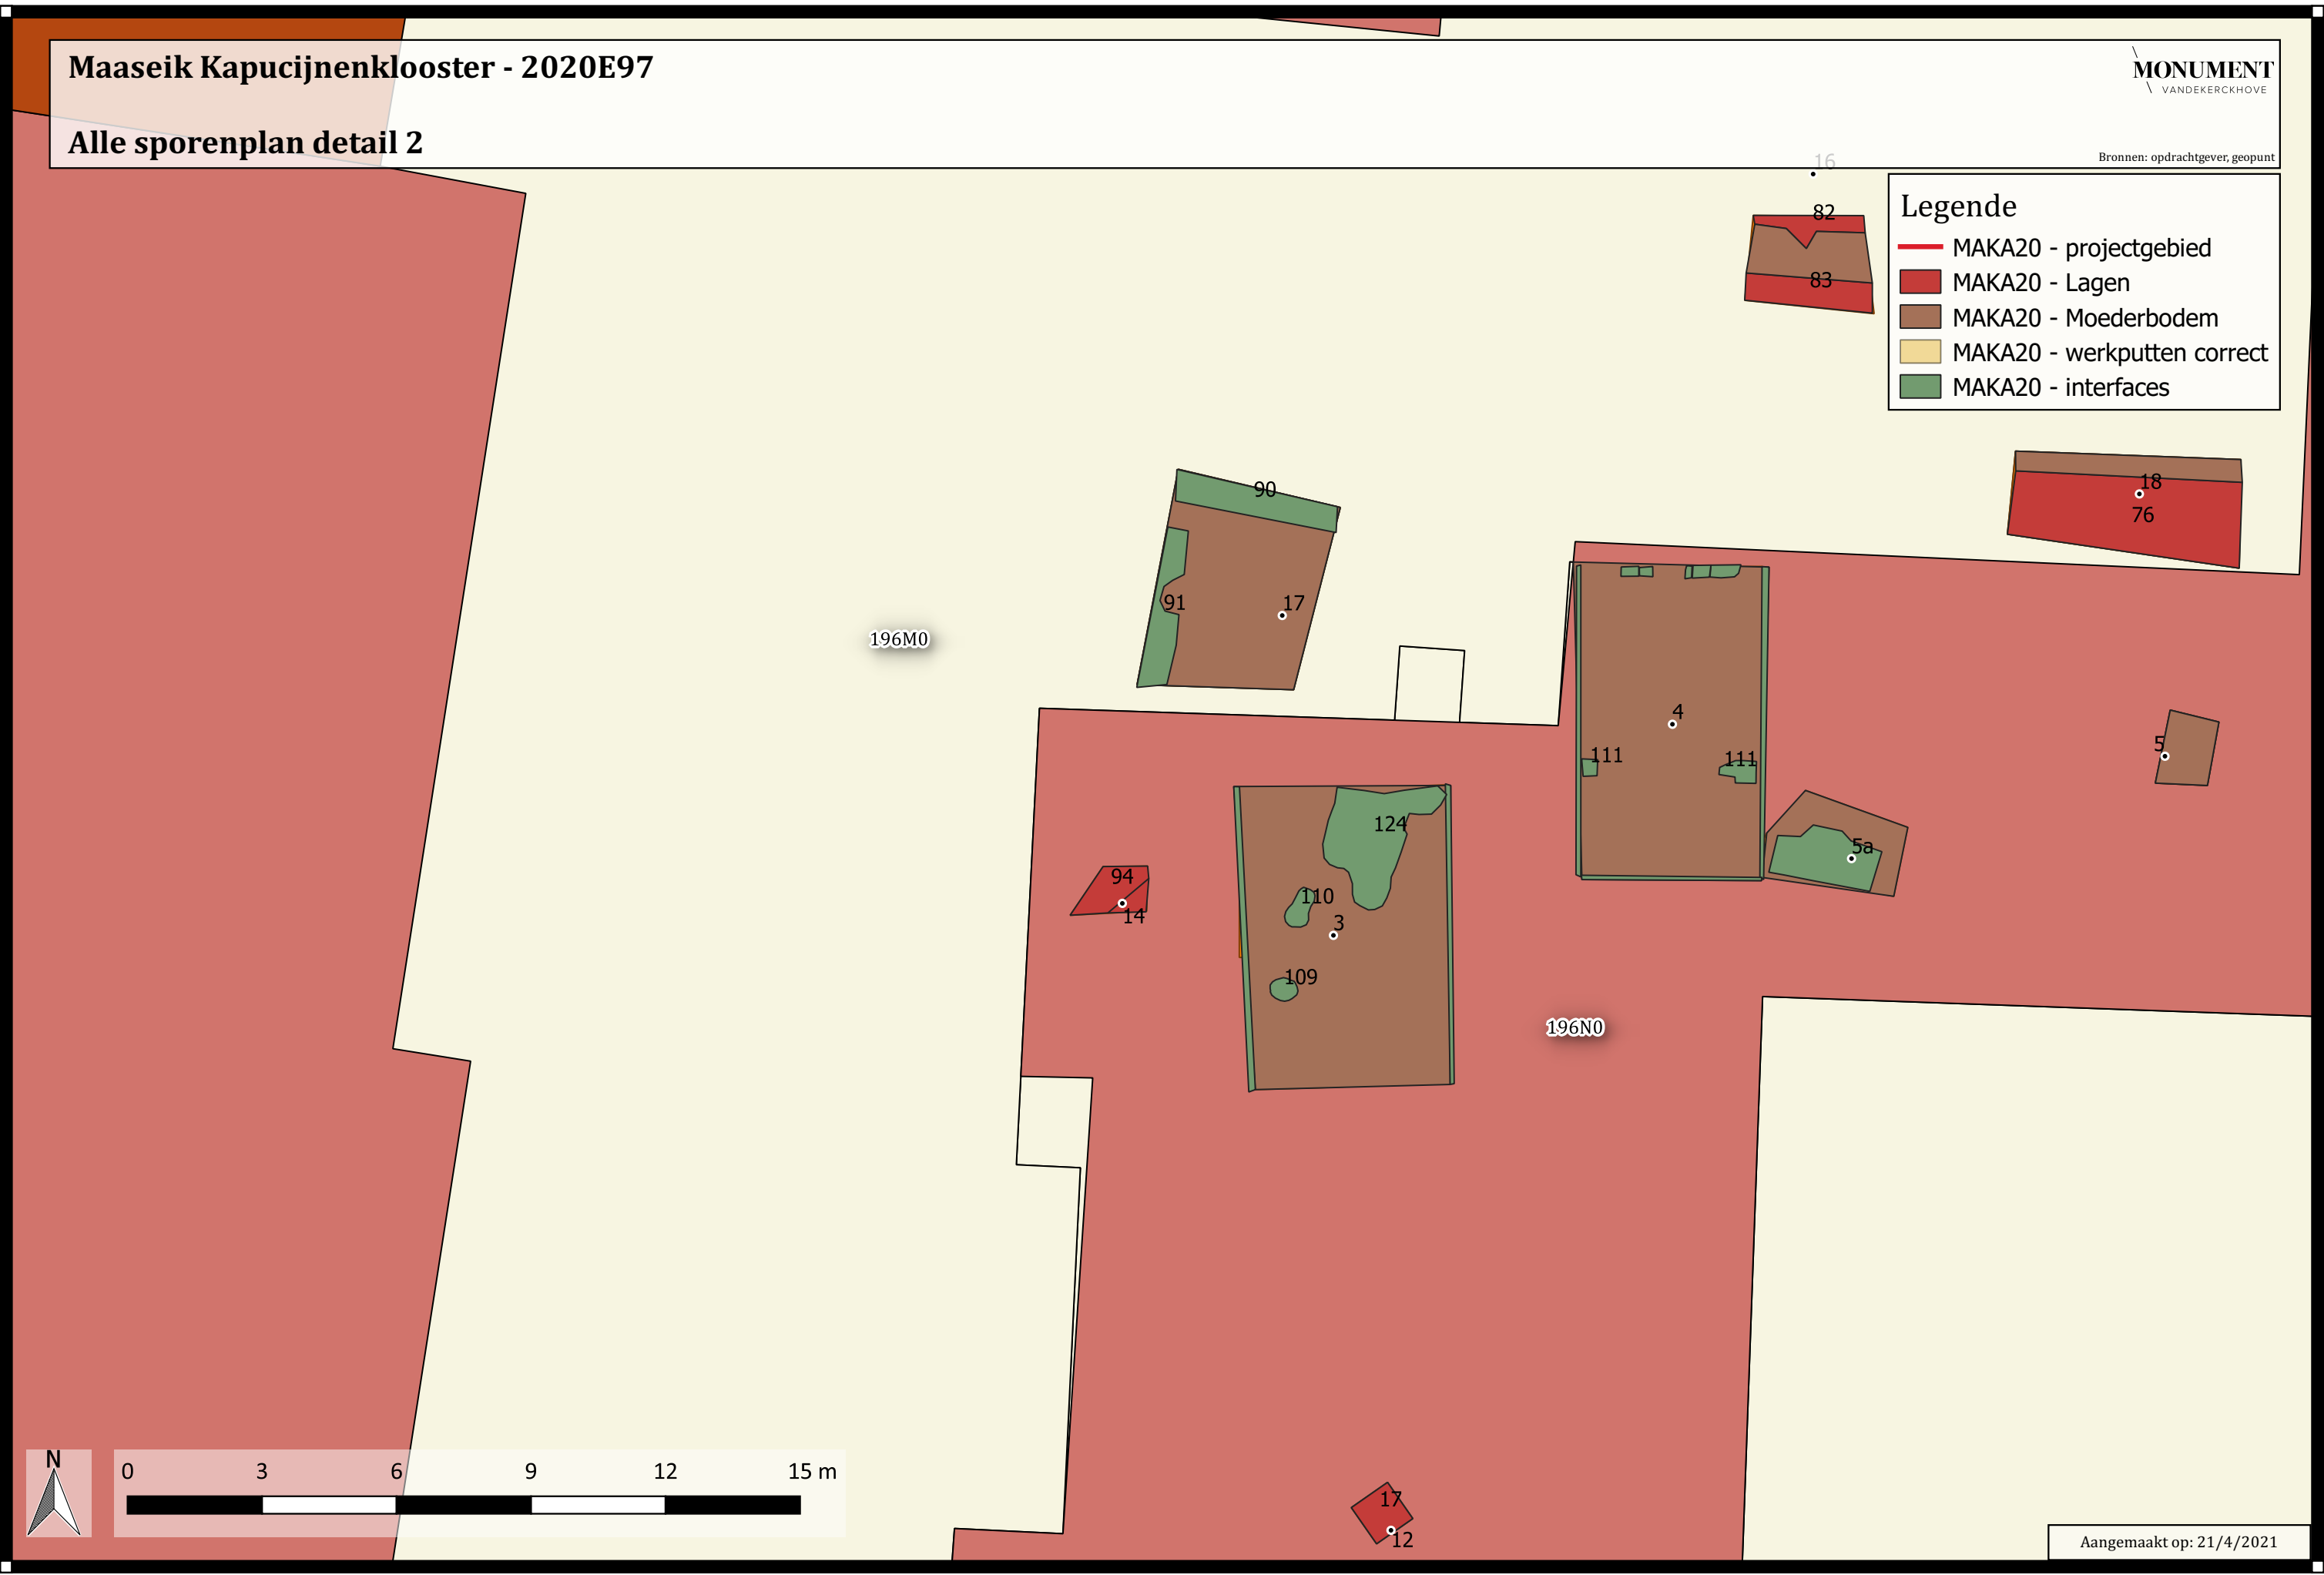 Maaseik Kapucijnenklooster - 2020E97
MONUMENT
VANDEKERCKHOVE
Alle sporenplan detail 2
Bronnen: opdrachtgever, geopunt
16
82
83
Legende
MAKA20 - projectgebied
MAKA20 - Lagen
MAKA20 - Moederbodem
MAKA20 - werkputten correct
MAKA20 - interfaces
90
18
76
91
17
196M0
4
5
111
111
124
5a
94
110
14
3
109
196N0
N
0 3 6 9 12 15 m
17
12
Aangemaakt op: 21/4/2021